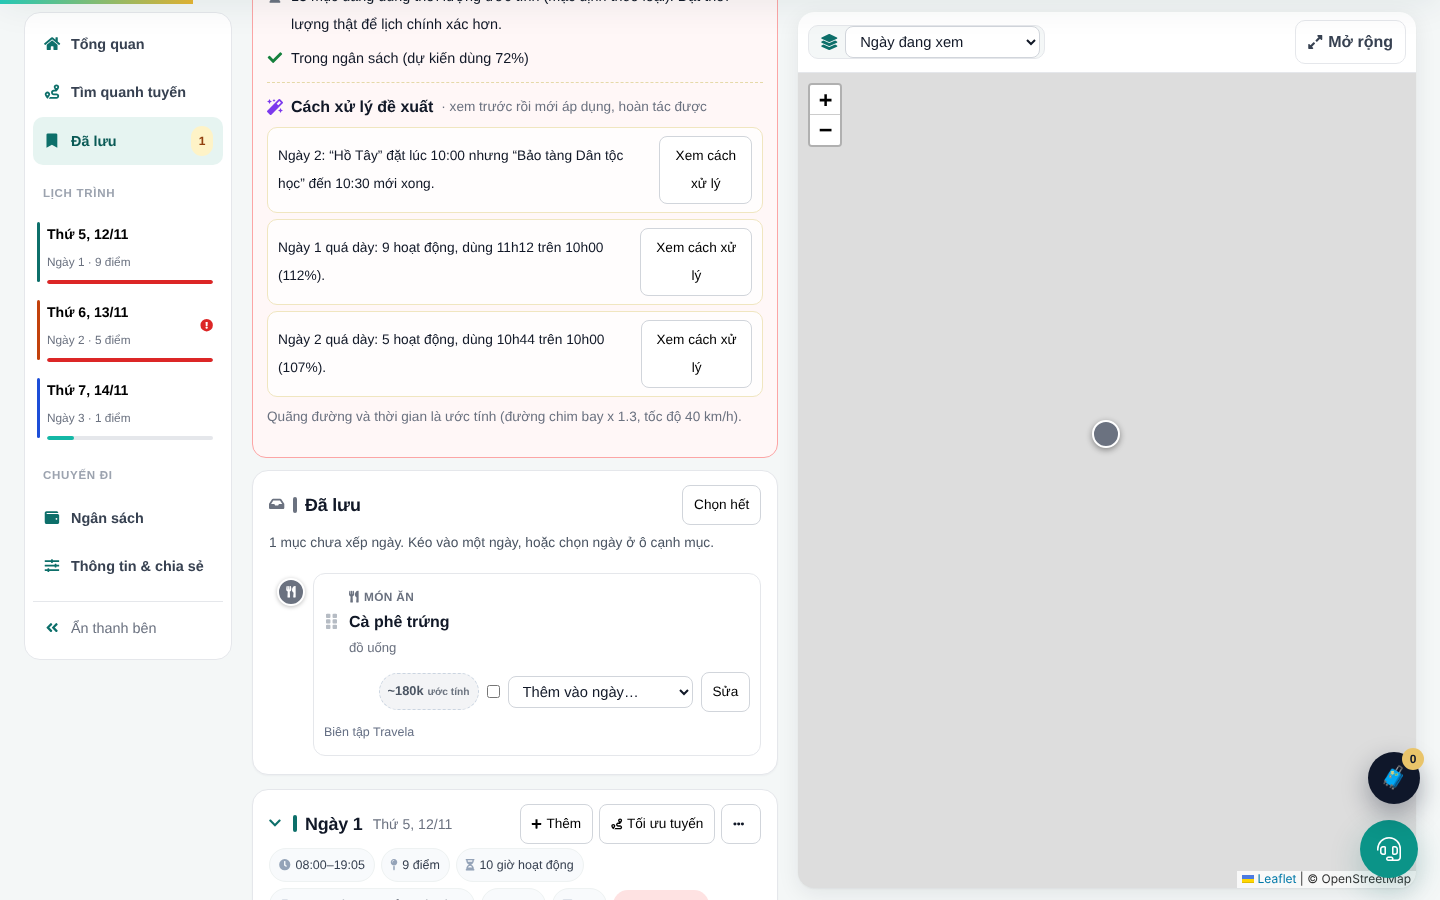 Tổng quan
Tìm quanh tuyến
Đã lưu
1
LỊCH TRÌNH
Thứ 5, 12/11
Ngày 1 · 9 điểm
Thứ 6, 13/11
Ngày 2 · 5 điểm
Thứ 7, 14/11
Ngày 3 · 1 điểm
CHUYẾN ĐI
Ngân sách
Thông tin & chia sẻ
Ẩn thanh bên
lượng thật để lịch chính xác hơn.
Trong ngân sách (dự kiến dùng 72%)
Cách xử lý đề xuất · xem trước rồi mới áp dụng, hoàn tác được
Ngày 2: “Hồ Tây” đặt lúc 10:00 nhưng “Bảo tàng Dân tộc
học” đến 10:30 mới xong.
Xem cách
xử lý
Ngày 1 quá dày: 9 hoạt động, dùng 11h12 trên 10h00
(112%).
Xem cách xử
lý
Ngày 2 quá dày: 5 hoạt động, dùng 10h44 trên 10h00
(107%).
Xem cách xử
lý
Quãng đường và thời gian là ước tính (đường chim bay x 1.3, tốc độ 40 km/h).
Đã lưu
Chọn hết
1 mục chưa xếp ngày. Kéo vào một ngày, hoặc chọn ngày ở ô cạnh mục.
MÓN ĂN
Cà phê trứng
đồ uống
~180k ước tính
Thêm vào ngày…
Sửa
Biên tập Travela
Ngày 1 Thứ 5, 12/11
+ Thêm
Tối ưu tuyến
08:00–19:05
9 điểm
10 giờ hoạt động
Ngày đang xem
Mở rộng
+
−
0
Leaflet | © OpenStreetMap